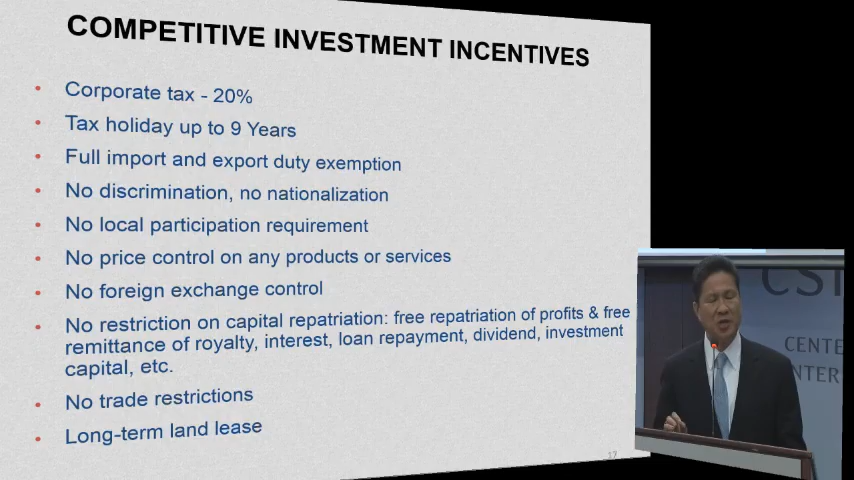 COMPETITIVE INVESTMENT INCENTIVES
• Corporate tax - 20%
• Tax holiday up to 9 Years
• Full import and export duty exemption
• No discrimination, no nationalization
• No local participation requirement
• No price control on any products or services
• No foreign exchange control
• No restriction on capital repatriation: free repatriation of profits & free
remittance of royalty, interest, loan repayment, dividend, investment
capital, etc.
• No trade restrictions
• Long-term land lease
17
CSI
CENTE
NTER